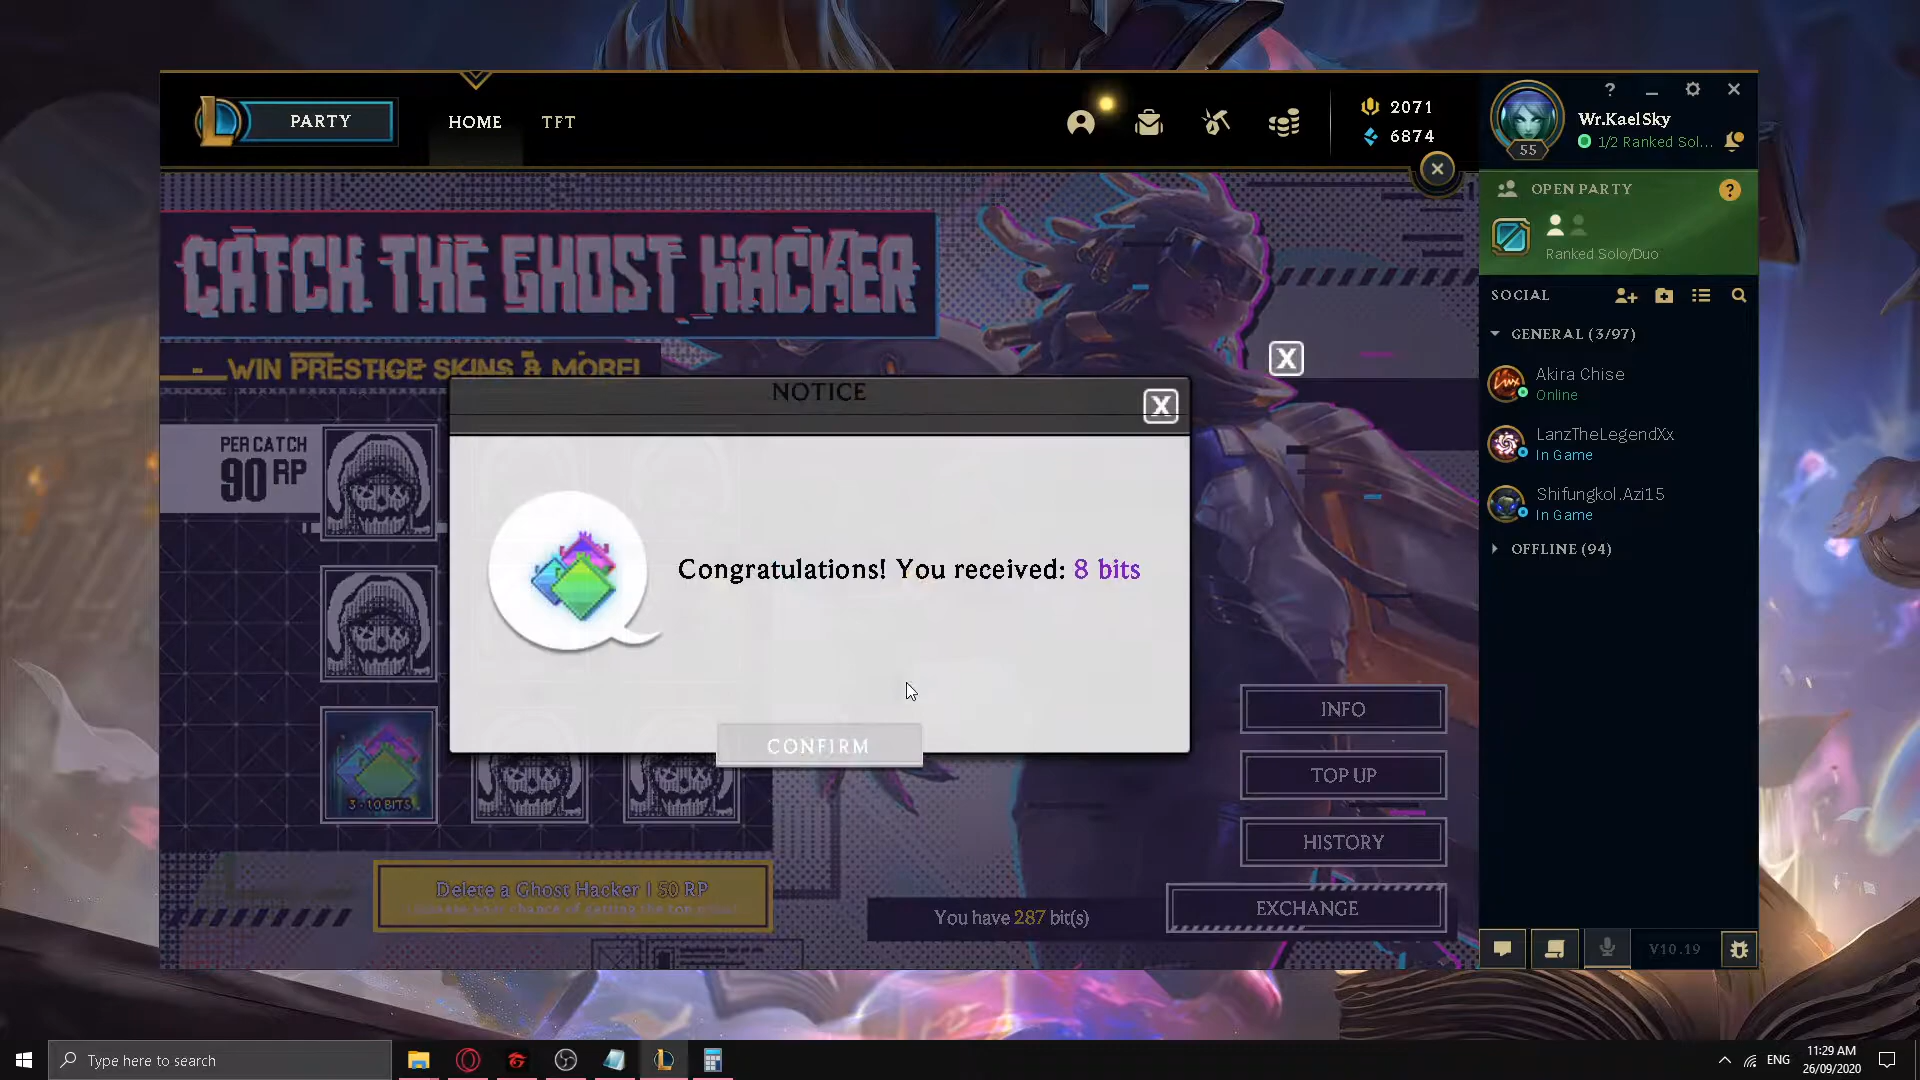 PARTY
HOME
TFT
2071
6874
55
Wr.KaelSky
1/2 Ranked Sol...
OPEN PARTY
Ranked Solo/Duo
SOCIAL
GENERAL (3/97)
Akira Chise
Online
LanzTheLegendXx
In Game
Shifungkol.Azi15
In Game
OFFLINE (94)
V10.19
CATCH THE GHOST HACKER
WIN PRESTIGE SKINS & MORE!
PER CATCH
90 RP
NOTICE
X
X
Congratulations! You received: 8 bits
CONFIRM
3 - 10 BITS
Delete a Ghost Hacker | 50 RP
You have 287 bit(s)
INFO
TOP UP
HISTORY
EXCHANGE
Type here to search
ENG
11:29 AM
26/09/2020